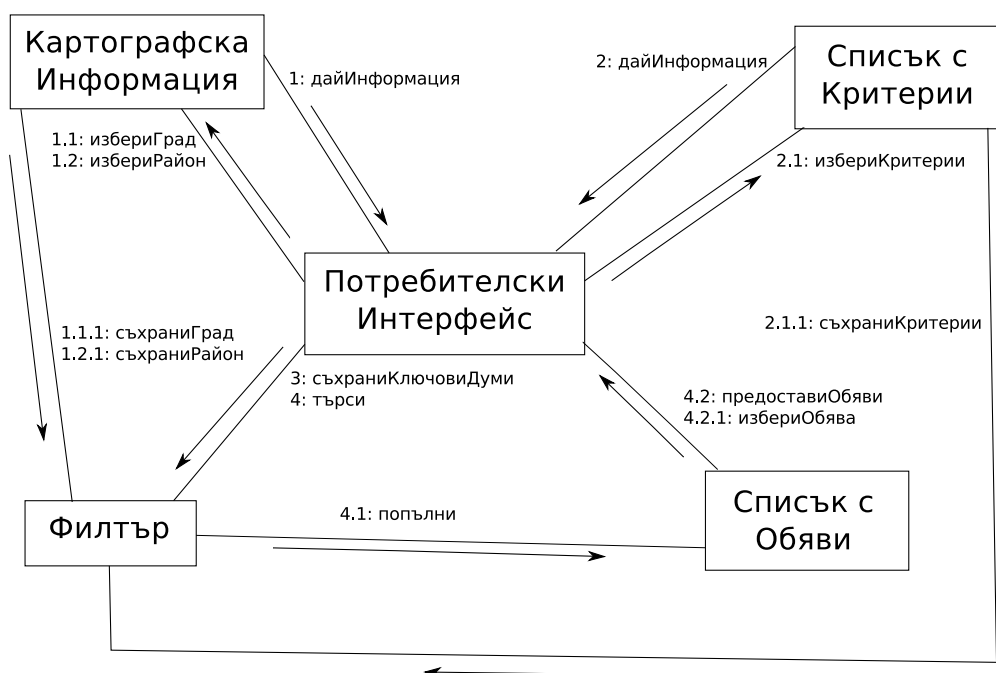 Картографска
Информация
Списък с
Критерии
1: дайИнформация
2: дайИнформация
1.1: избериГрад
1.2: избериРайон
2.1: избериКритерии
Потребителски
Интерфейс
1.1.1: съхраниГрад
1.2.1: съхраниРайон
2.1.1: съхраниКритерии
3: съхраниКлючовиДуми
4: търси
4.2: предоставиОбяви
4.2.1: избериОбява
Филтър
4.1: попълни
Списък с
Обяви